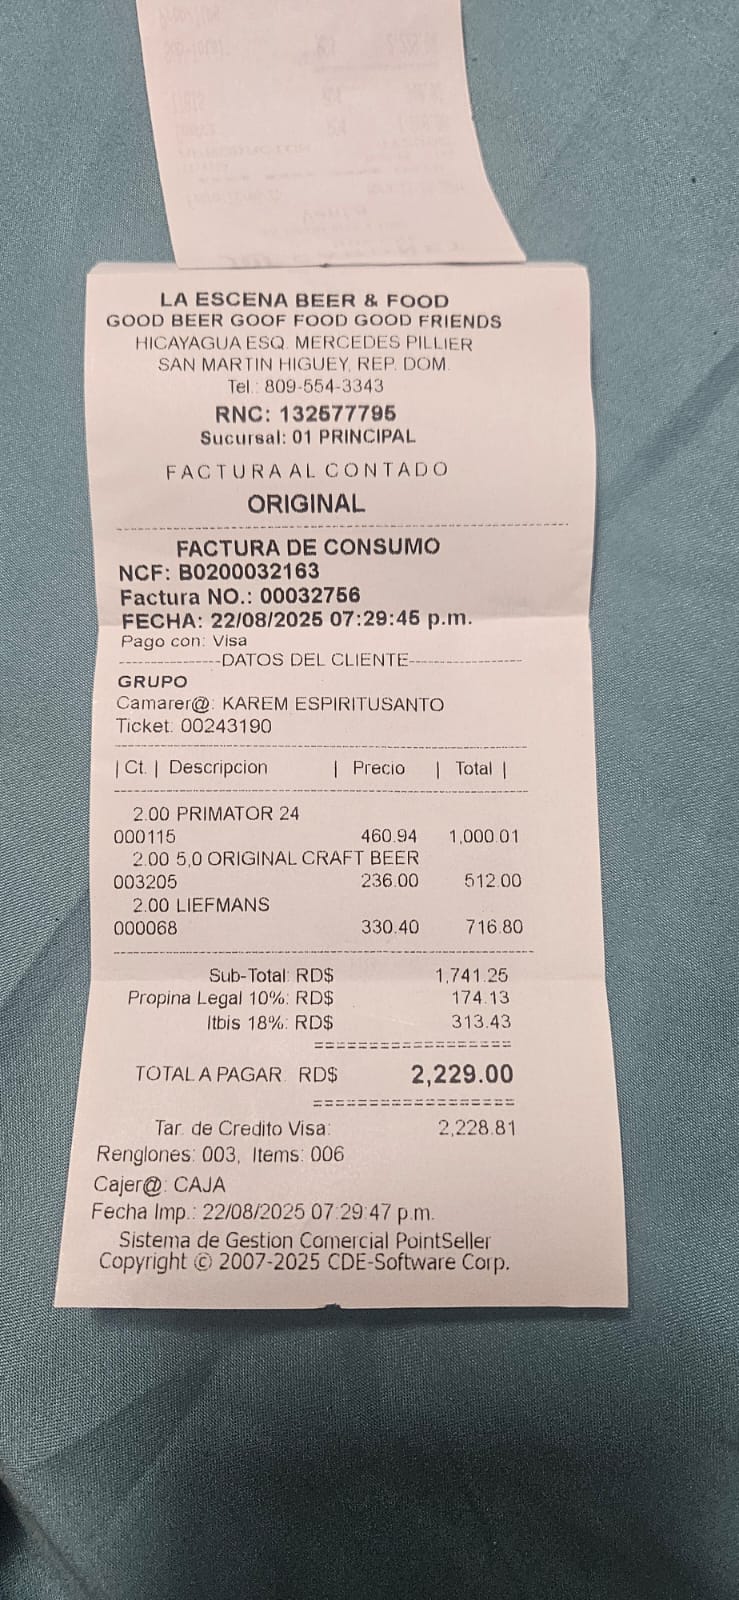 LA ESCENA BEER & FOOD
GOOD BEER GOOF FOOD GOOD FRIENDS
HICAYAGUA ESQ. MERCEDES PILLIER
SAN MARTIN HIGUEY, REP. DOM.
Tel.: 809-554-3343
RNC: 132577795
Sucursal: 01 PRINCIPAL
FACTURA AL CONTADO
ORIGINAL
FACTURA DE CONSUMO
NCF: B0200032163
Factura NO.: 00032756
FECHA: 22/08/2025 07:29:45 p.m.
Pago con: Visa
--------------------DATOS DEL CLIENTE----------------------
GRUPO
Camarer@: KAREM ESPIRITUSANTO
Ticket: 00243190
| Ct. | Descripcion | Precio | Total |
2.00 PRIMATOR 24
000115 460.94 1,000.01
2.00 5,0 ORIGINAL CRAFT BEER
003205 236.00 512.00
2.00 LIEFMANS
000068 330.40 716.80
Sub-Total: RD$ 1,741.25
Propina Legal 10%: RD$ 174.13
Itbis 18%: RD$ 313.43
===================
TOTAL A PAGAR RD$ 2,229.00
===================
Tar. de Credito Visa: 2,228.81
Renglones: 003, Items: 006
Cajer@: CAJA
Fecha Imp.: 22/08/2025 07:29:47 p.m.
Sistema de Gestion Comercial PointSeller
Copyright © 2007-2025 CDE-Software Corp.